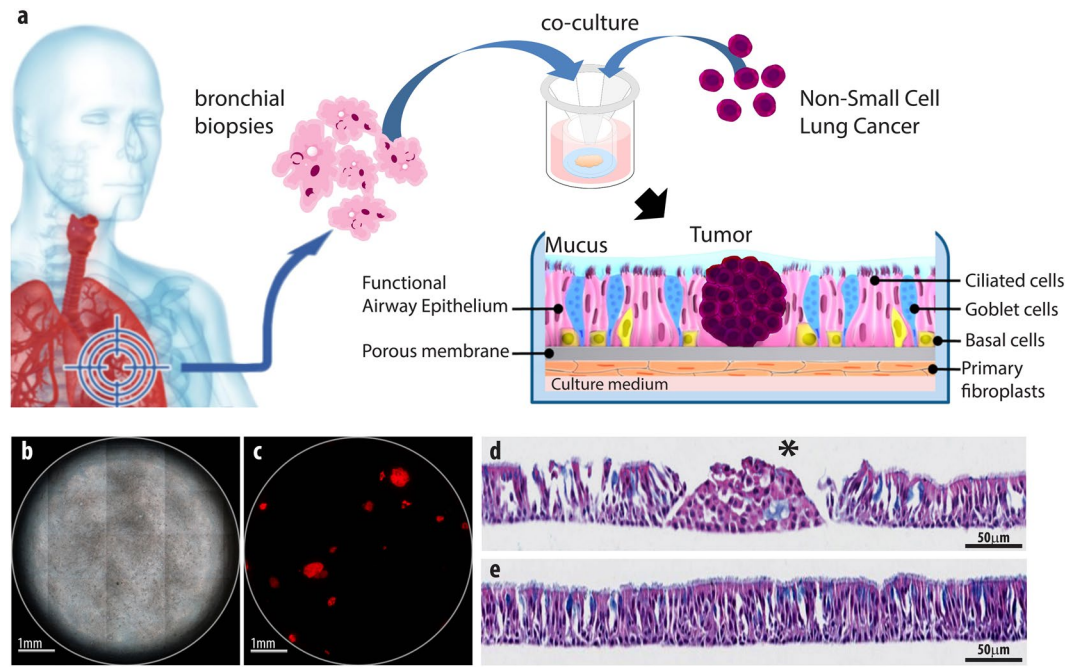 a
co-culture
bronchial
biopsies
Non-Small Cell
Lung Cancer
Mucus
Tumor
Functional
Airway Epithelium
Porous membrane
Culture medium
Ciliated cells
Goblet cells
Basal cells
Primary
fibroplasts
b
1mm
c
1mm
d
*
50µm
e
50µm